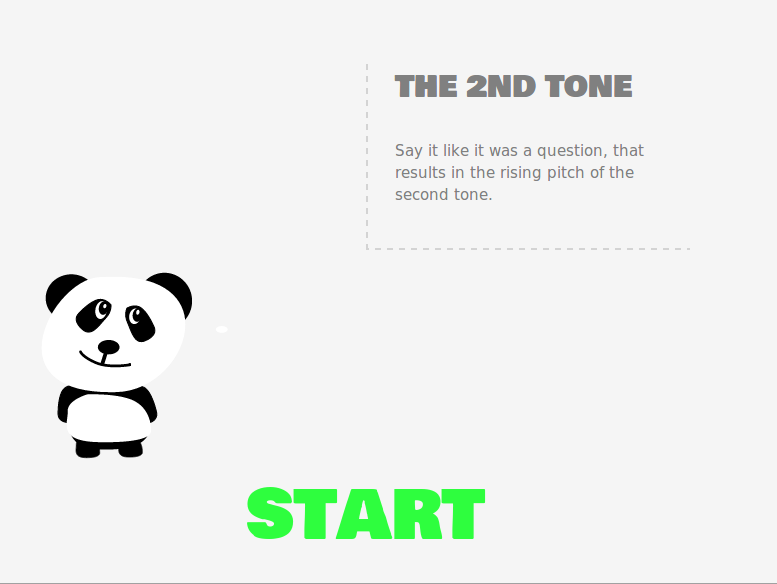 THE 2ND TONE
Say it like it was a question, that
results in the rising pitch of the
second tone.
START